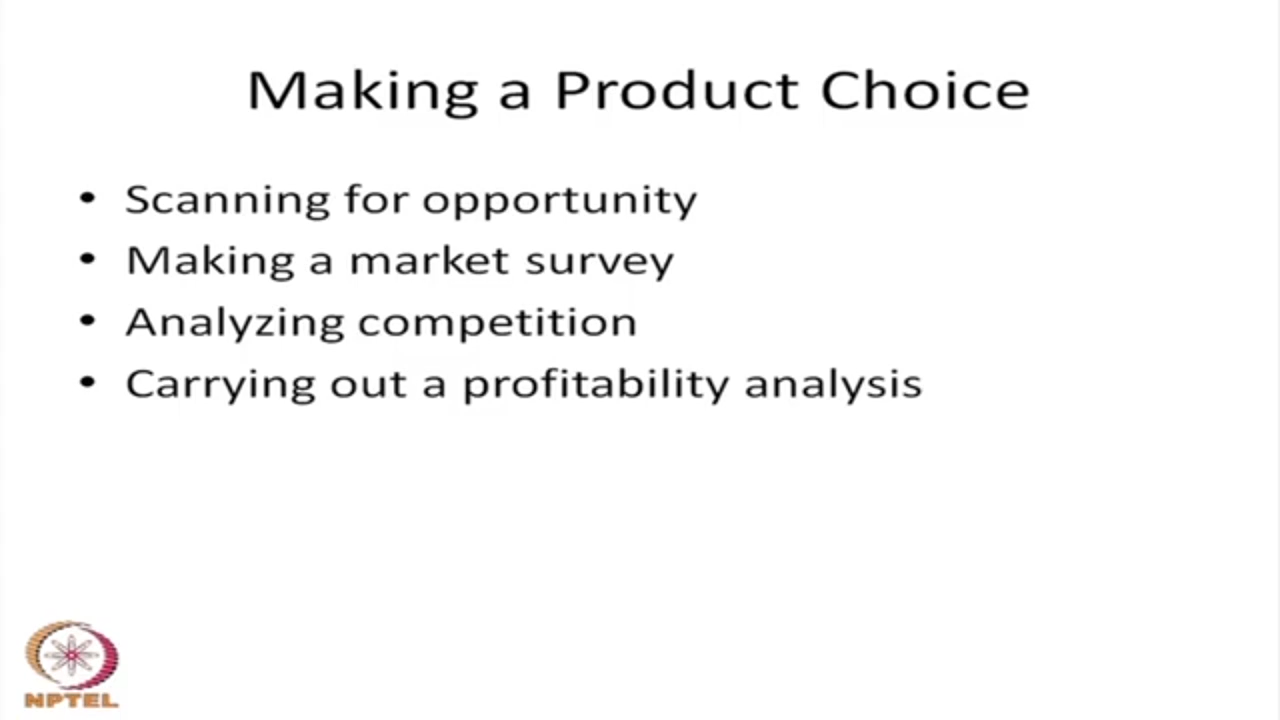 Making a Product Choice
• Scanning for opportunity
• Making a market survey
• Analyzing competition
• Carrying out a profitability analysis
NPTEL